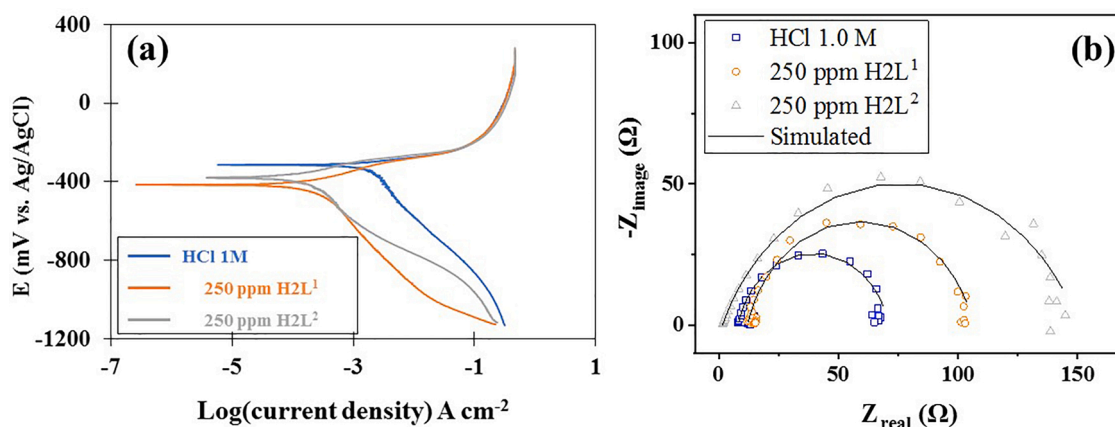 (a)
400
0
-400
-800
-1200
E (mV vs. Ag/AgCl)
HCl 1M
250 ppm H2L¹
250 ppm H2L²
-7 -5 -3 -1 1
Log(current density) A cm⁻²
(b)
100
50
0
-Z_image (Ω)
HCl 1.0 M
250 ppm H2L¹
250 ppm H2L²
Simulated
0 50 100 150
Z_real (Ω)